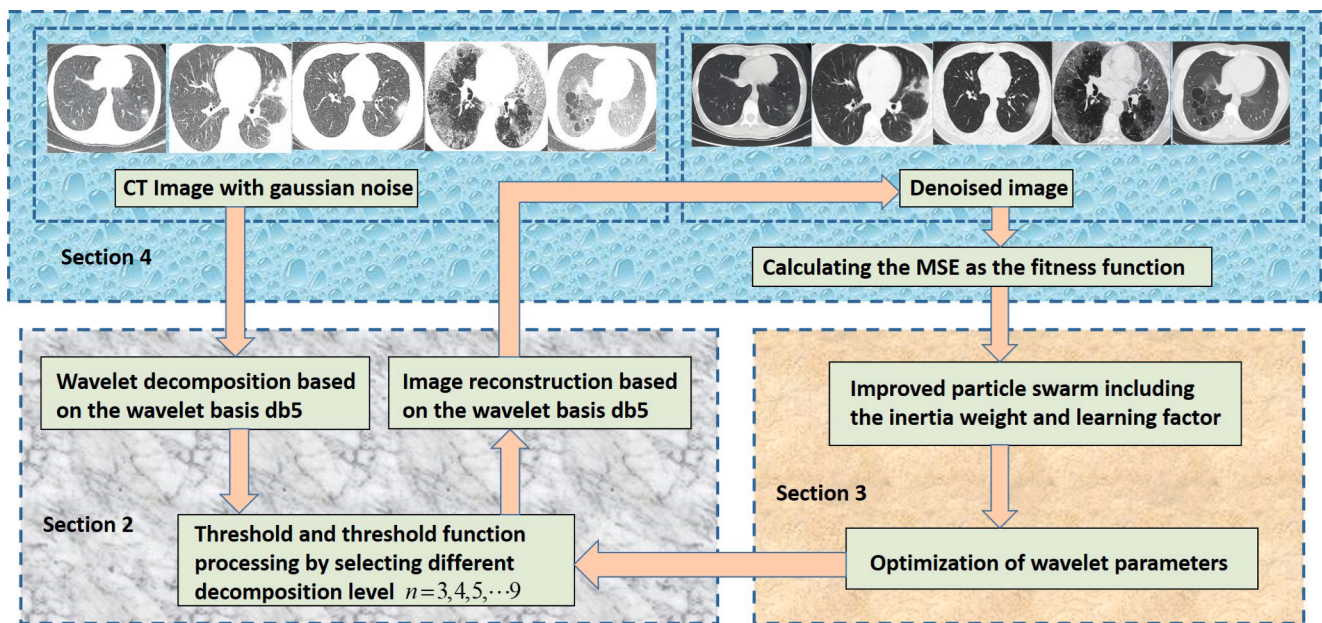 CT Image with gaussian noise
Denoised image
Section 4
Calculating the MSE as the fitness function
Wavelet decomposition based
on the wavelet basis db5
Image reconstruction based
on the wavelet basis db5
Improved particle swarm including
the inertia weight and learning factor
Section 2
Threshold and threshold function
processing by selecting different
decomposition level n=3,4,5,⋯9
Section 3
Optimization of wavelet parameters